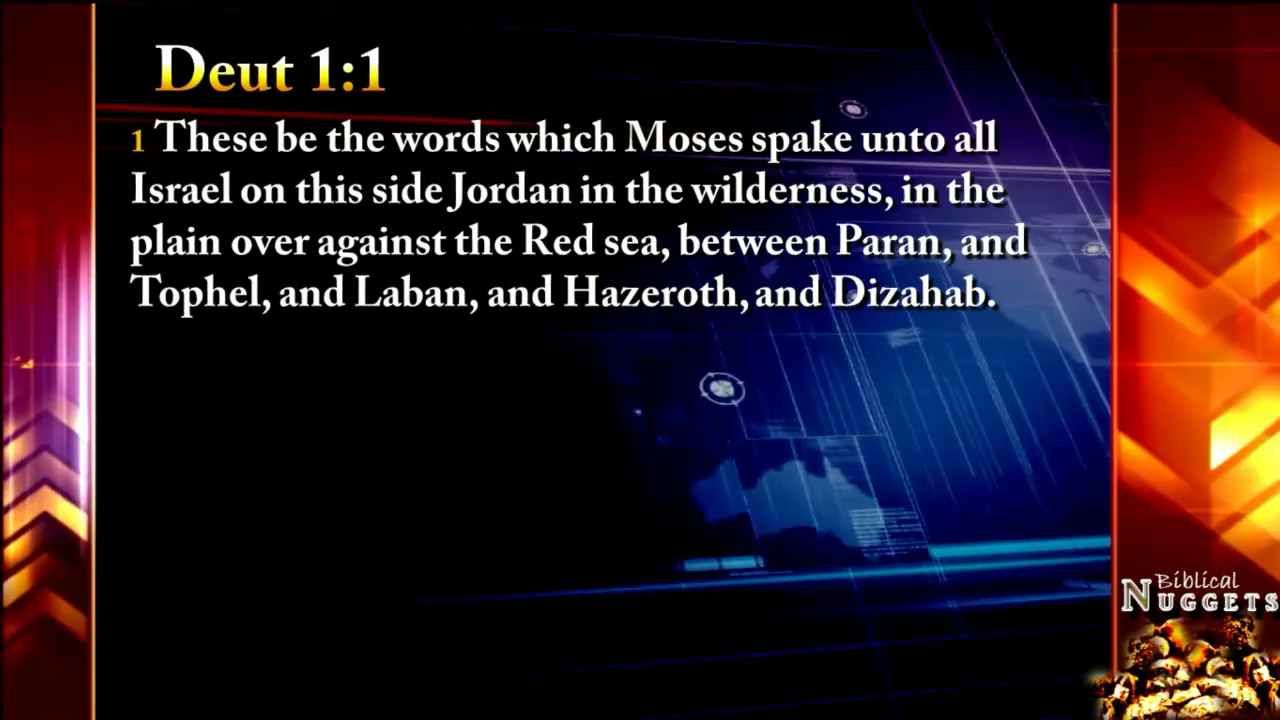 Deut 1:1
1 These be the words which Moses spake unto all
Israel on this side Jordan in the wilderness, in the
plain over against the Red sea, between Paran, and
Tophel, and Laban, and Hazeroth, and Dizahab.
Biblical
NUGGETS